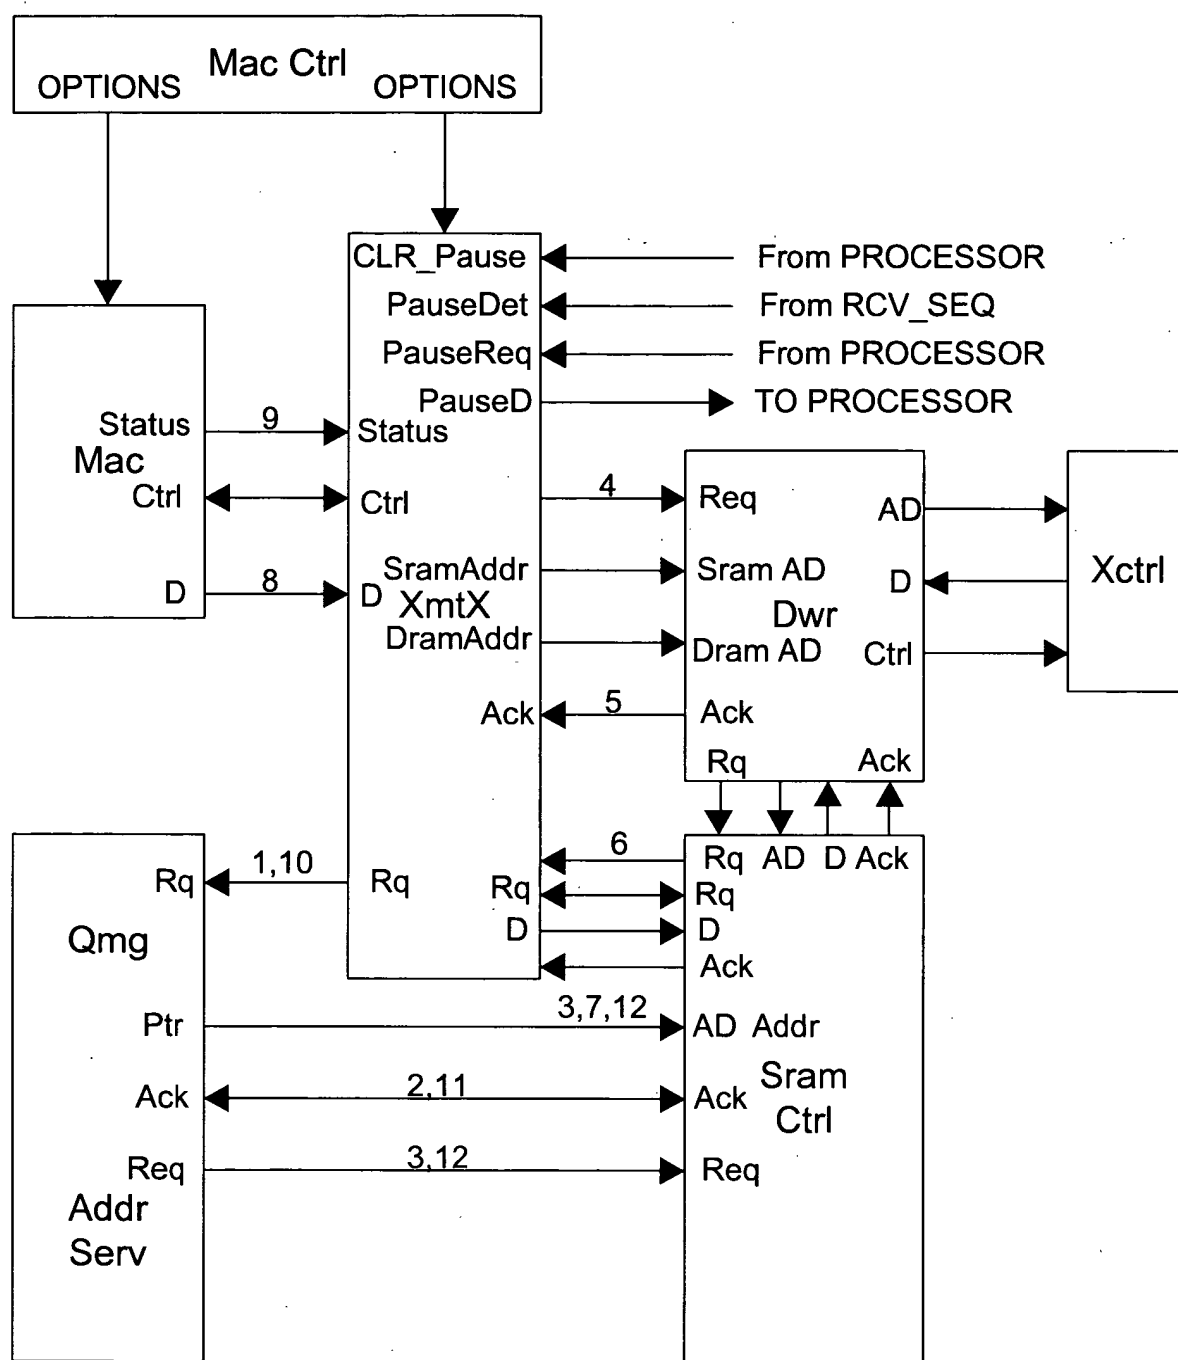 Mac Ctrl
OPTIONS OPTIONS
CLR_Pause From PROCESSOR
PauseDet From RCV_SEQ
PauseReq From PROCESSOR
PauseD TO PROCESSOR
Status 9 Status
Mac
Ctrl Ctrl 4 Req AD
SramAddr Sram AD D Xctrl
D 8 D XmtX Dwr
DramAddr Dram AD Ctrl
Ack 5 Ack
Rq Ack
6 Rq AD D Ack
Rq 1,10 Rq Rq Rq
D D
Qmg
Ack
Ptr 3,7,12 AD Addr
Sram
Ack 2,11 Ack Ctrl
Req 3,12 Req
Addr
Serv